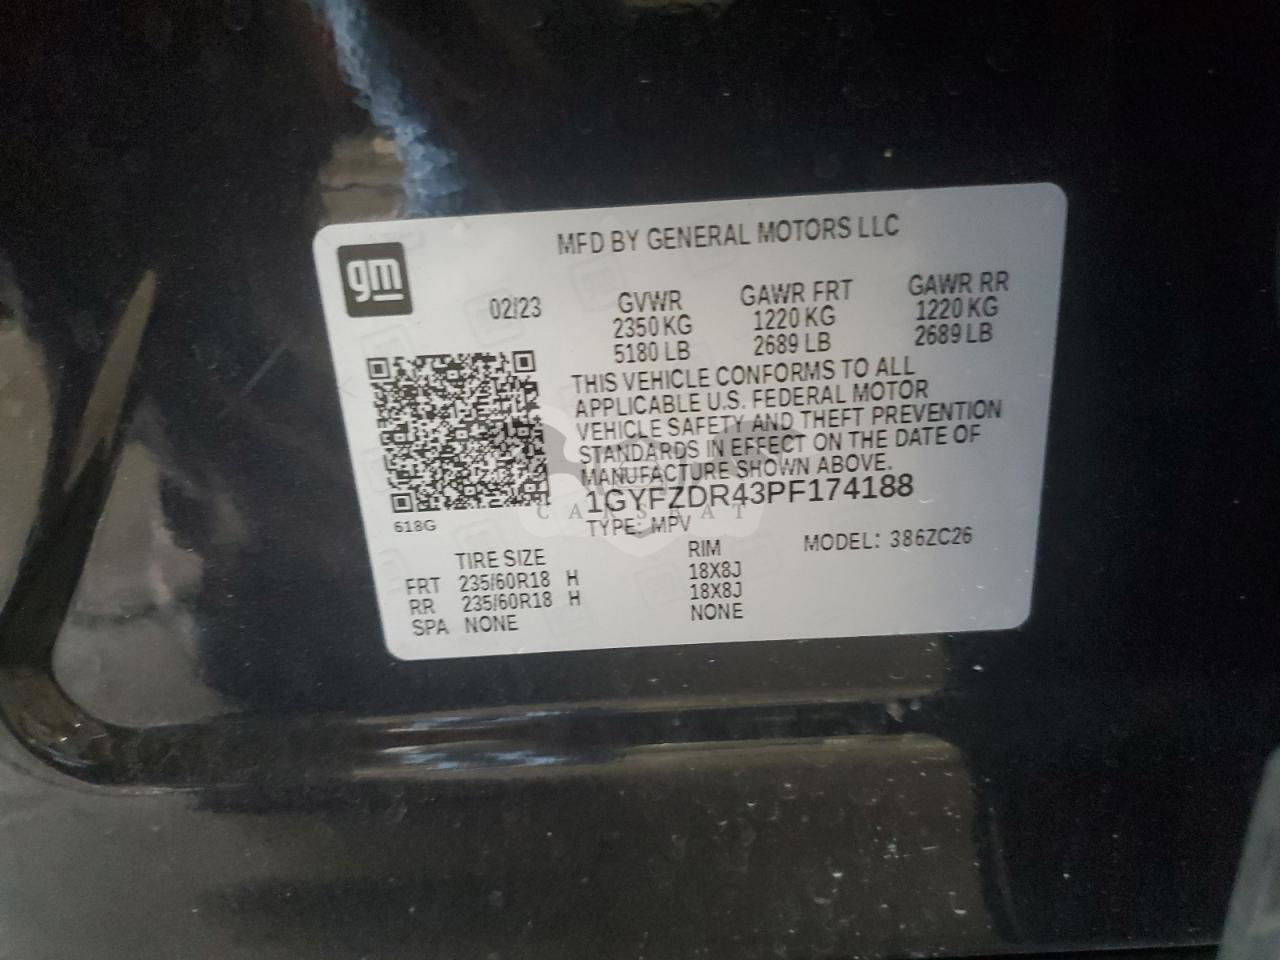 MFD BY GENERAL MOTORS LLC
gm
02/23 GVWR GAWR FRT GAWR RR
2350 KG 1220 KG 1220 KG
5180 LB 2689 LB 2689 LB
THIS VEHICLE CONFORMS TO ALL
APPLICABLE U.S. FEDERAL MOTOR
VEHICLE SAFETY AND THEFT PREVENTION
STANDARDS IN EFFECT ON THE DATE OF
MANUFACTURE SHOWN ABOVE.
1GYFZDR43PF174188
CARSBAT
618G
TYPE: MPV
MODEL: 386ZC26
TIRE SIZE RIM
FRT 235/60R18 H 18X8J
RR 235/60R18 H 18X8J
SPA NONE NONE